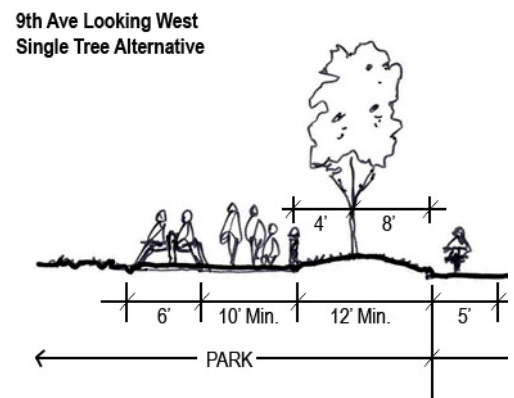 9th Ave Looking West
Single Tree Alternative
4' 8'
6' 10' Min. 12' Min. 5'
PARK